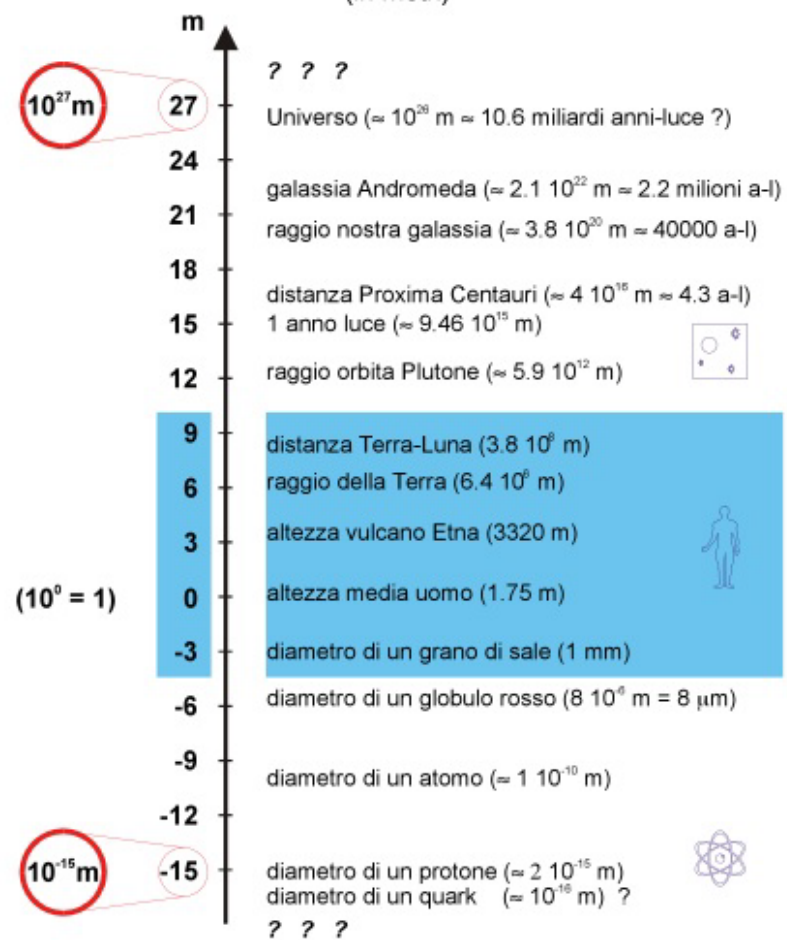 m
? ? ?
10²⁷m 27
Universo (≈ 10²⁶ m ≈ 10.6 miliardi anni-luce ?)
24
galassia Andromeda (≈ 2.1 10²² m ≈ 2.2 milioni a-l)
21
raggio nostra galassia (≈ 3.8 10²⁰ m ≈ 40000 a-l)
18
distanza Proxima Centauri (≈ 4 10¹⁶ m ≈ 4.3 a-l)
15 1 anno luce (≈ 9.46 10¹⁵ m)
12 raggio orbita Plutone (≈ 5.9 10¹² m)
9 distanza Terra-Luna (3.8 10⁸ m)
6 raggio della Terra (6.4 10⁶ m)
3 altezza vulcano Etna (3320 m)
(10⁰ = 1) 0 altezza media uomo (1.75 m)
-3 diametro di un grano di sale (1 mm)
-6 diametro di un globulo rosso (8 10⁻⁶ m = 8 μm)
-9
diametro di un atomo (≈ 1 10⁻¹⁰ m)
-12
10⁻¹⁵m -15 diametro di un protone (≈ 2 10⁻¹⁵ m)
diametro di un quark (≈ 10⁻¹⁶ m) ?
? ? ?